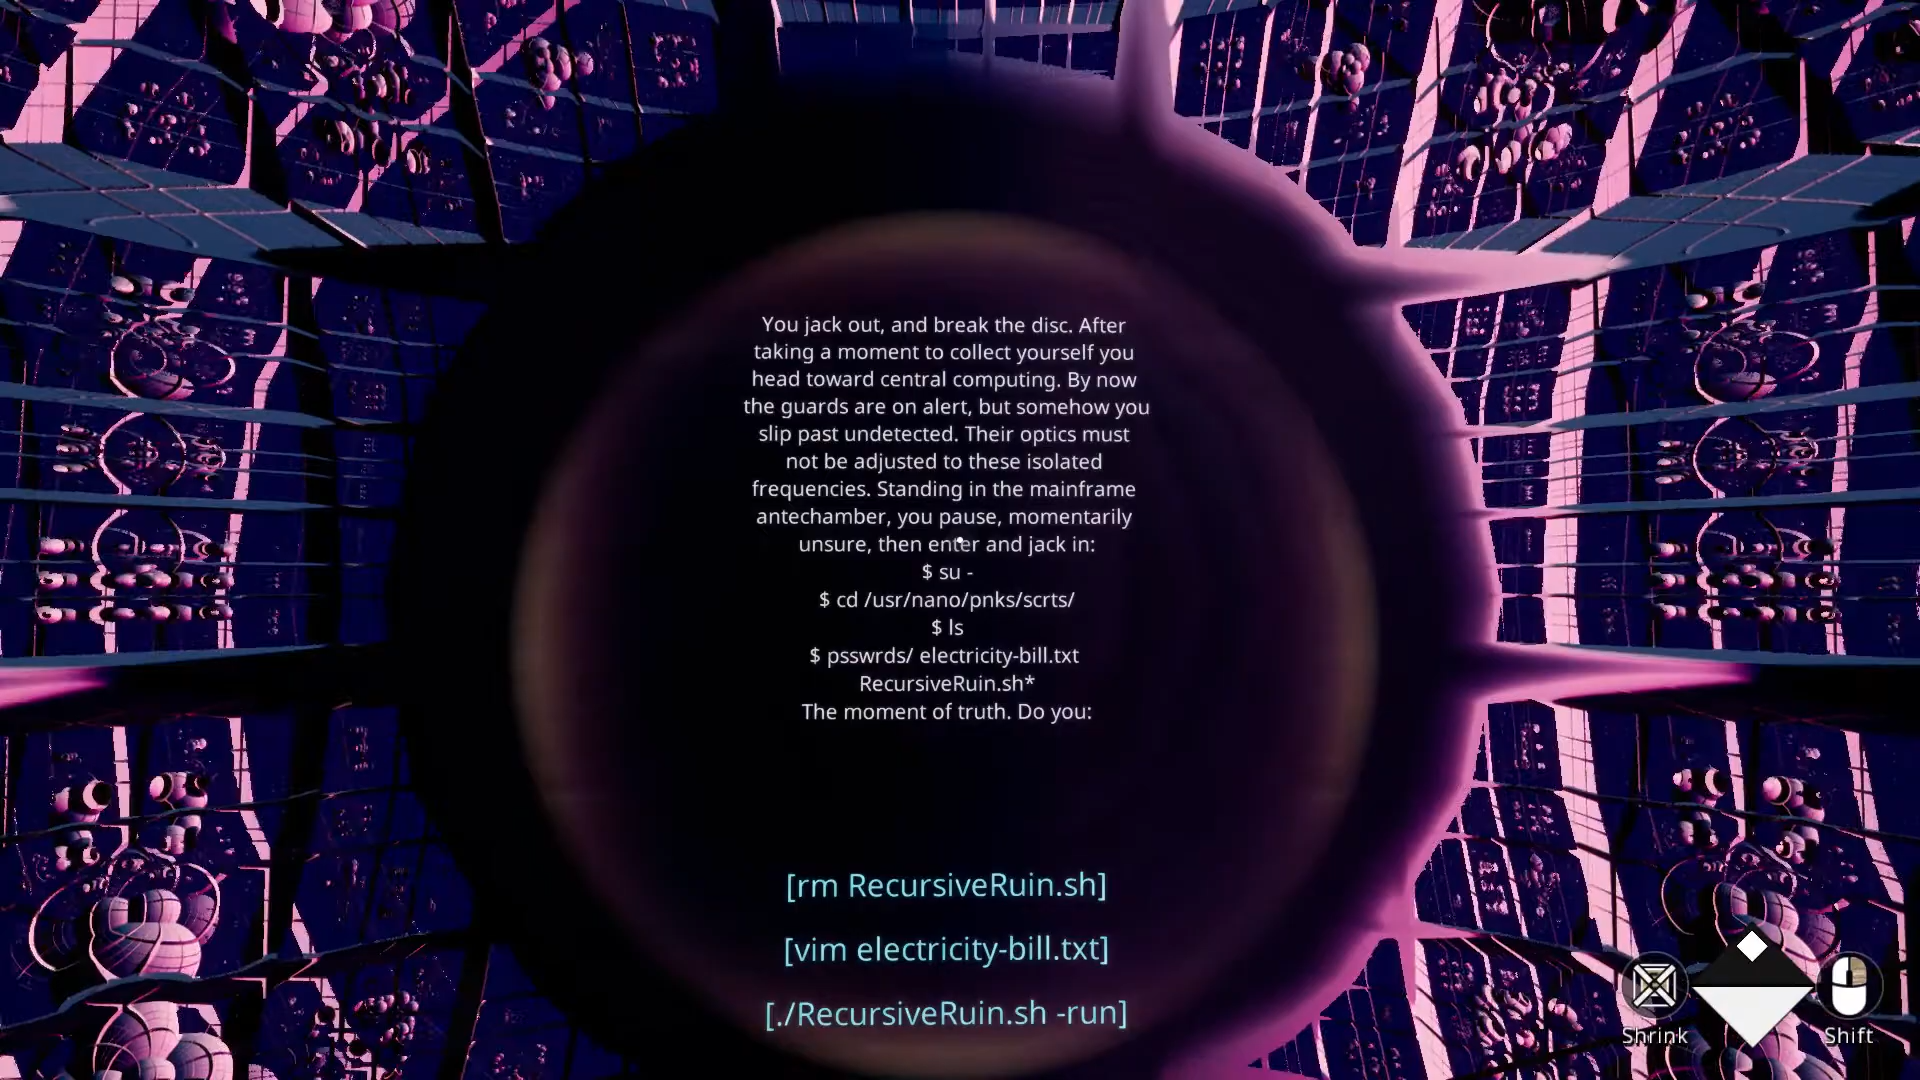 You jack out, and break the disc. After
taking a moment to collect yourself you
head toward central computing. By now
the guards are on alert, but somehow you
slip past undetected. Their optics must
not be adjusted to these isolated
frequencies. Standing in the mainframe
antechamber, you pause, momentarily
unsure, then enter and jack in:
$ su -
$ cd /usr/nano/pnks/scrts/
$ ls
$ psswrds/ electricity-bill.txt
RecursiveRuin.sh*
The moment of truth. Do you:
[rm RecursiveRuin.sh]
[vim electricity-bill.txt]
[./RecursiveRuin.sh -run]
Shrink
Shift